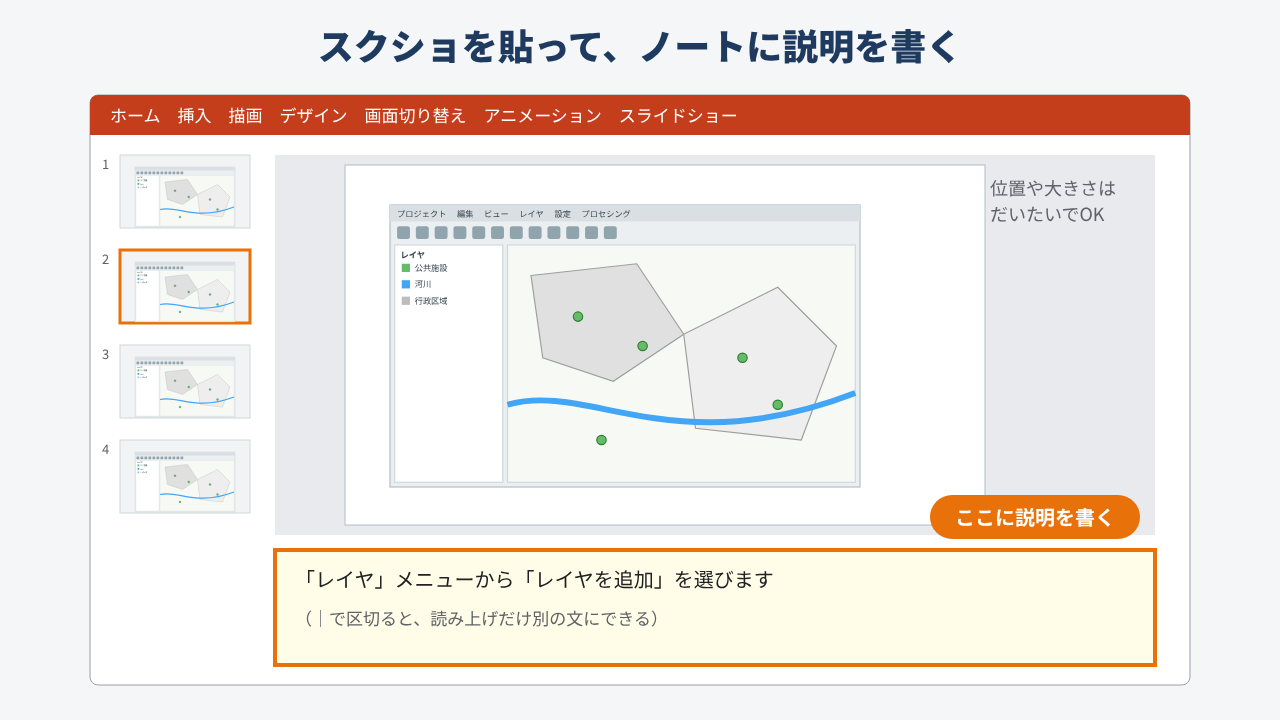 スクショを貼って、ノートに説明を書く
ホーム 挿入 描画 デザイン 画面切り替え アニメーション スライドショー
1
2
3
4
プロジェクト 編集 ビュー レイヤ 設定 プロセシング
レイヤ
公共施設
河川
行政区域
位置や大きさは
だいたいでOK
ここに説明を書く
「レイヤ」メニューから「レイヤを追加」を選びます
（｜で区切ると、読み上げだけ別の文にできる）